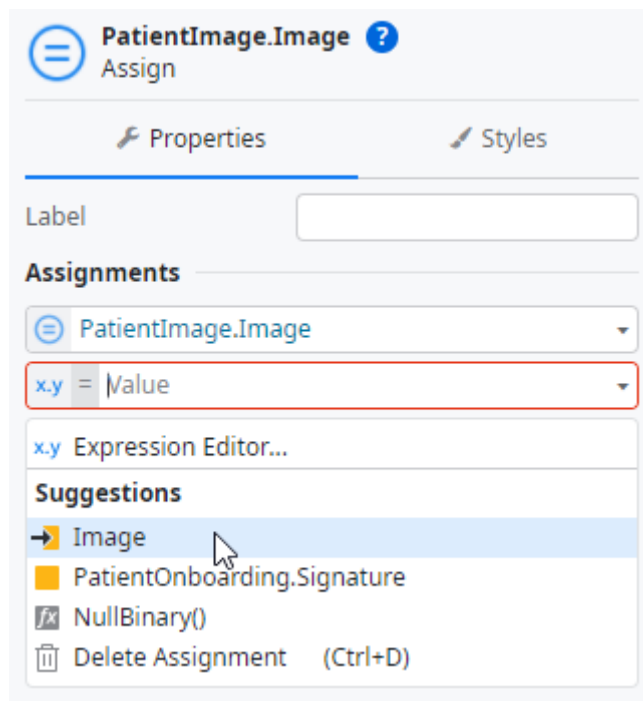 PatientImage.Image ?
Assign
Properties Styles
Label
Assignments
PatientImage.Image
x.y = Value
x.y Expression Editor...
Suggestions
Image
PatientOnboarding.Signature
fx NullBinary()
Delete Assignment (Ctrl+D)